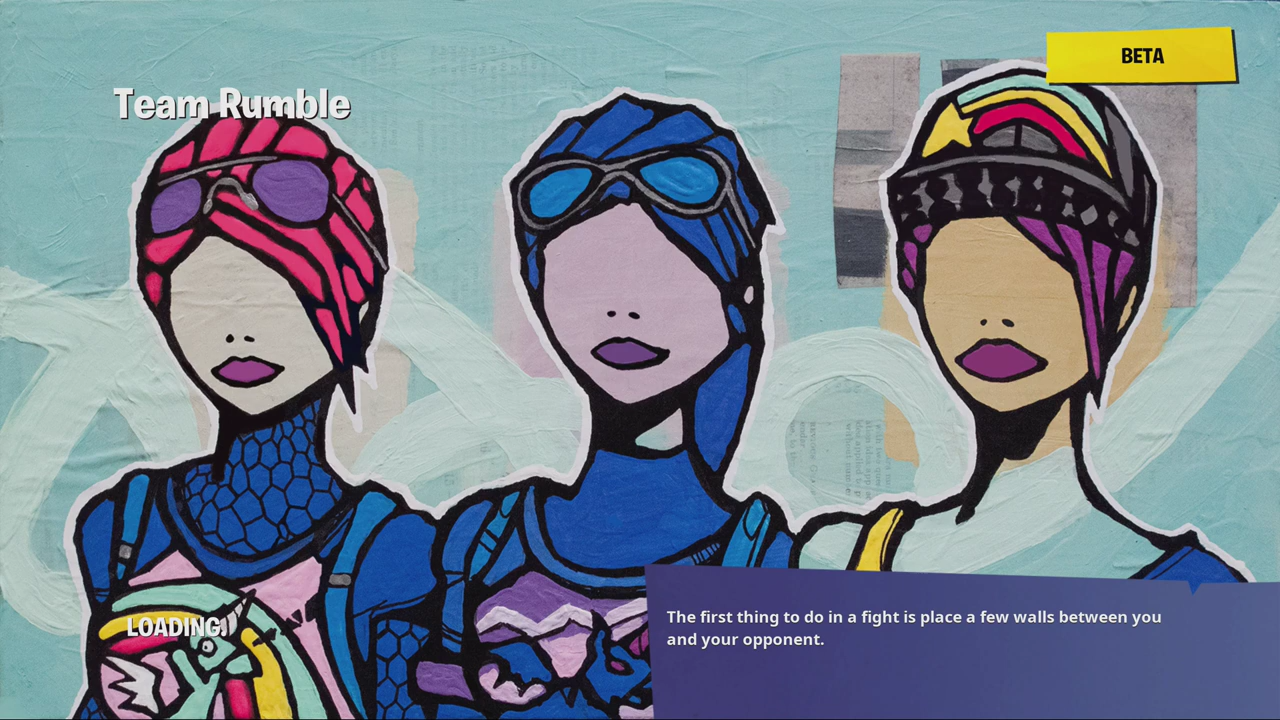 BETA
Team Rumble
The first thing to do in a fight is place a few walls between you
and your opponent.
LOADING